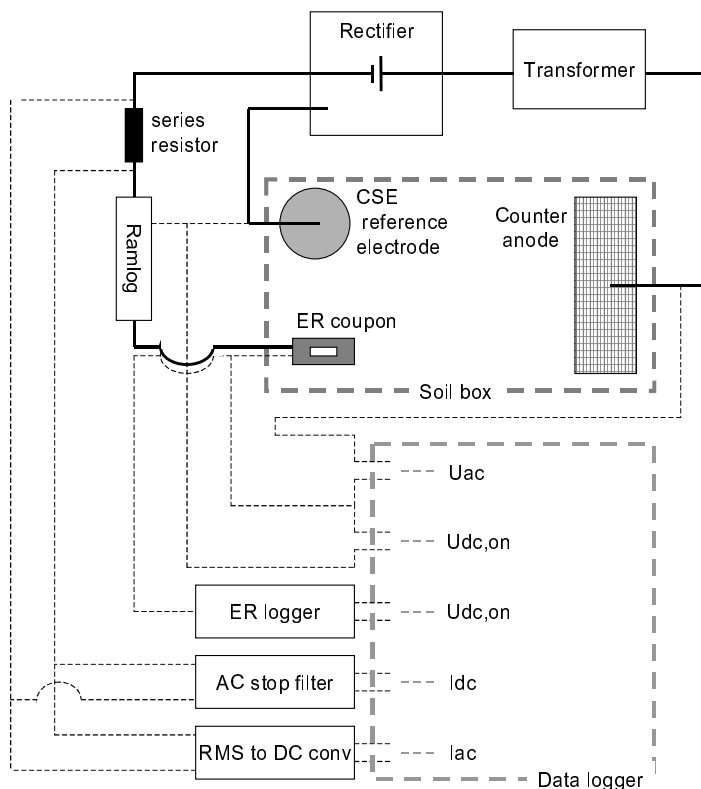 Rectifier
Transformer
series
resistor
Ramlog
CSE
reference
electrode
Counter
anode
ER coupon
Soil box
Uac
Udc,on
ER logger
Udc,on
AC stop filter
Idc
RMS to DC conv
Iac
Data logger